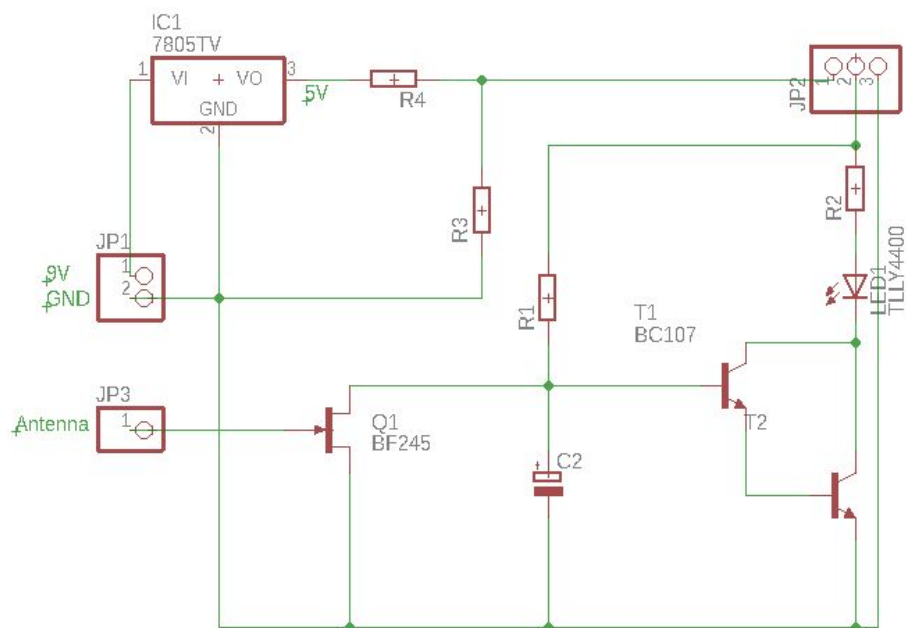 IC1
7805TV
1
VI
VO
3
GND
2
5V
R4
JP2
1
2
3
R3
R2
JP1
9V
1
GND
2
LED1
TLLY4400
R1
T1
BC107
JP3
Antenna
1
Q1
BF245
T2
C2